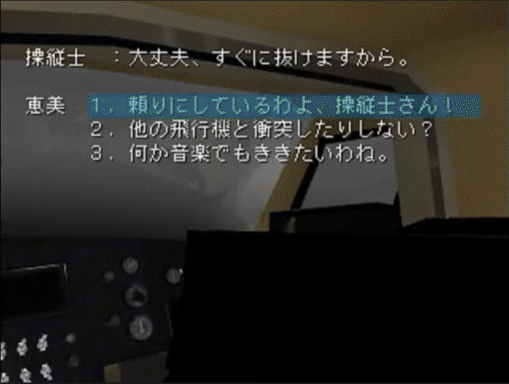 操縦士　：大丈夫、すぐに抜けますから。
恵美　１．頼りにしているわよ、操縦士さん！
２．他の飛行機と衝突したりしない？
３．何か音楽でもききたいわね。